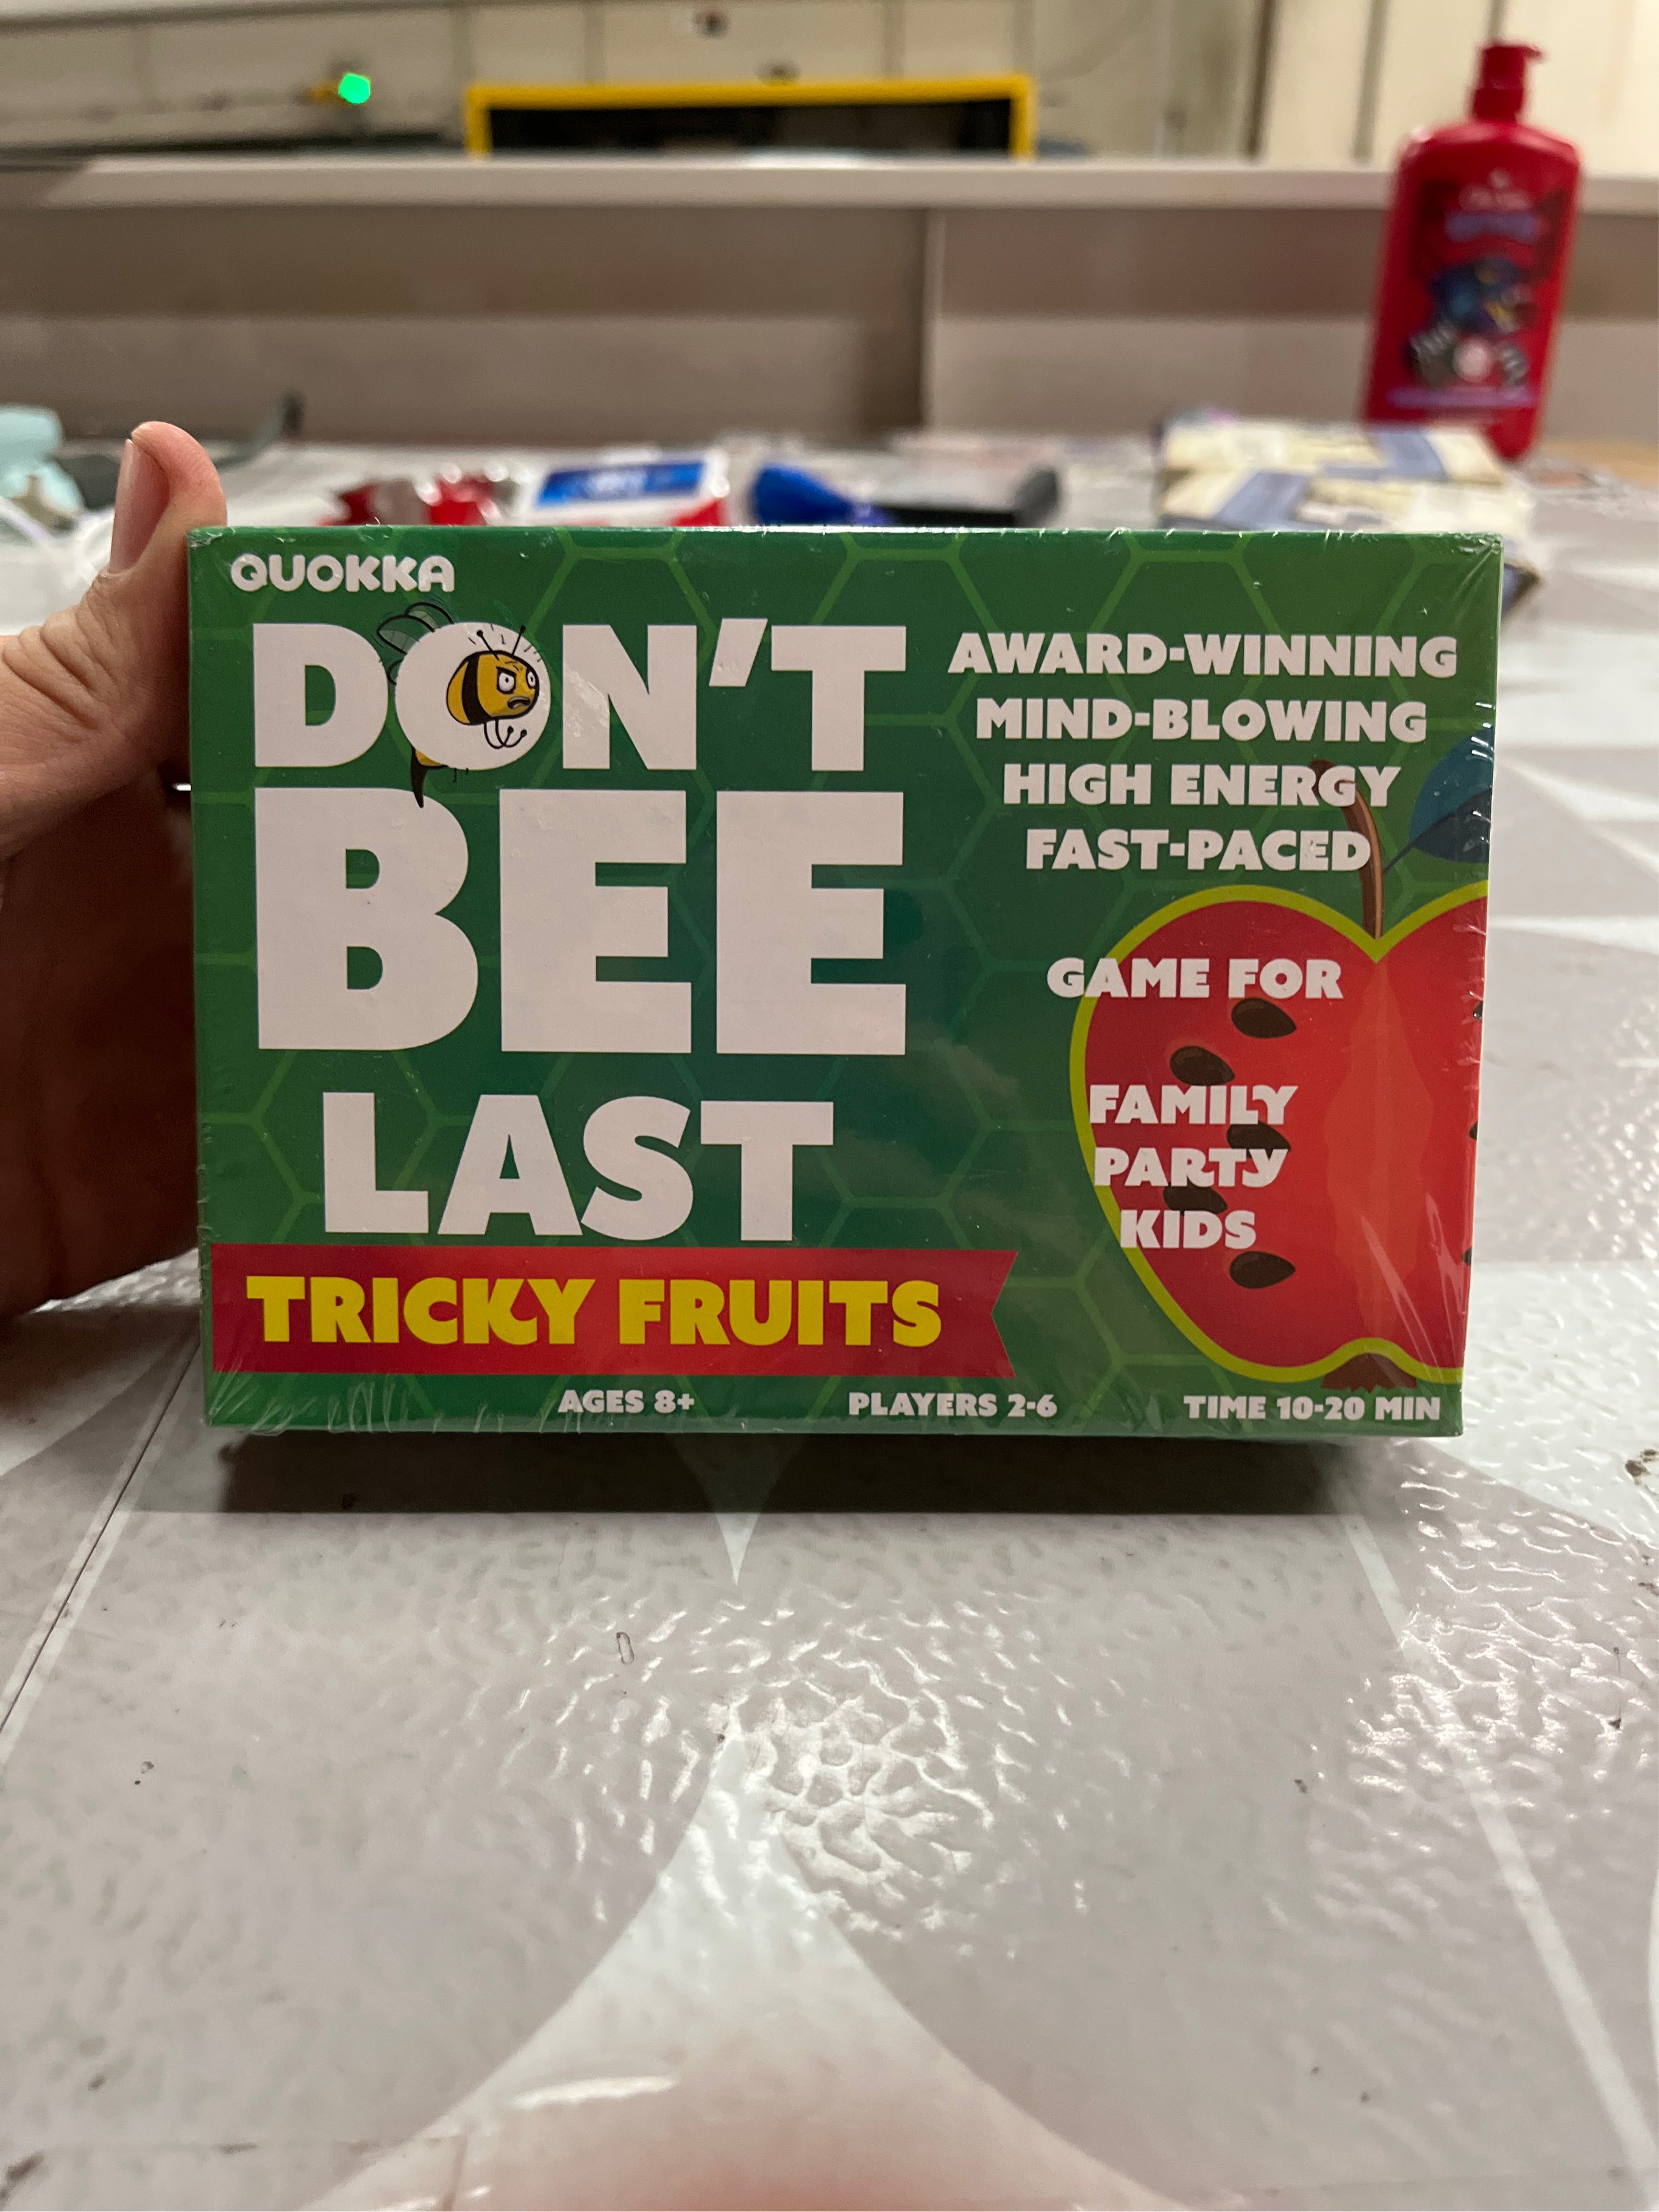 QUOKKA
DON'T
BEE
LAST
TRICKY FRUITS
AWARD-WINNING
MIND-BLOWING
HIGH ENERGY
FAST-PACED
GAME FOR
FAMILY
PARTY
KIDS
AGES 8+
PLAYERS 2-6
TIME 10-20 MIN